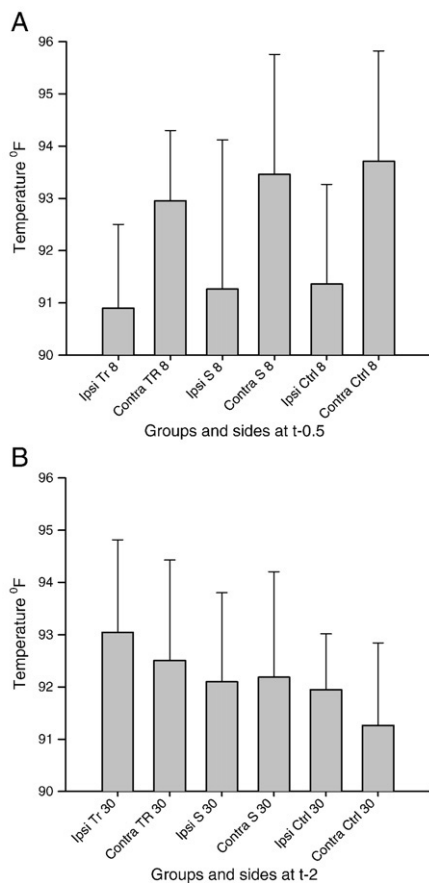 A
96
95
94
93
92
91
90
Temperature ⁰F
Ipsi Tr 8
Contra TR 8
Ipsi S 8
Contra S 8
Ipsi Ctrl 8
Contra Ctrl 8
Groups and sides at t-0.5
B
96
95
94
93
92
91
90
Temperature ⁰F
Ipsi Tr 30
Contra TR 30
Ipsi S 30
Contra S 30
Ipsi Ctrl 30
Contra Ctrl 30
Groups and sides at t-2